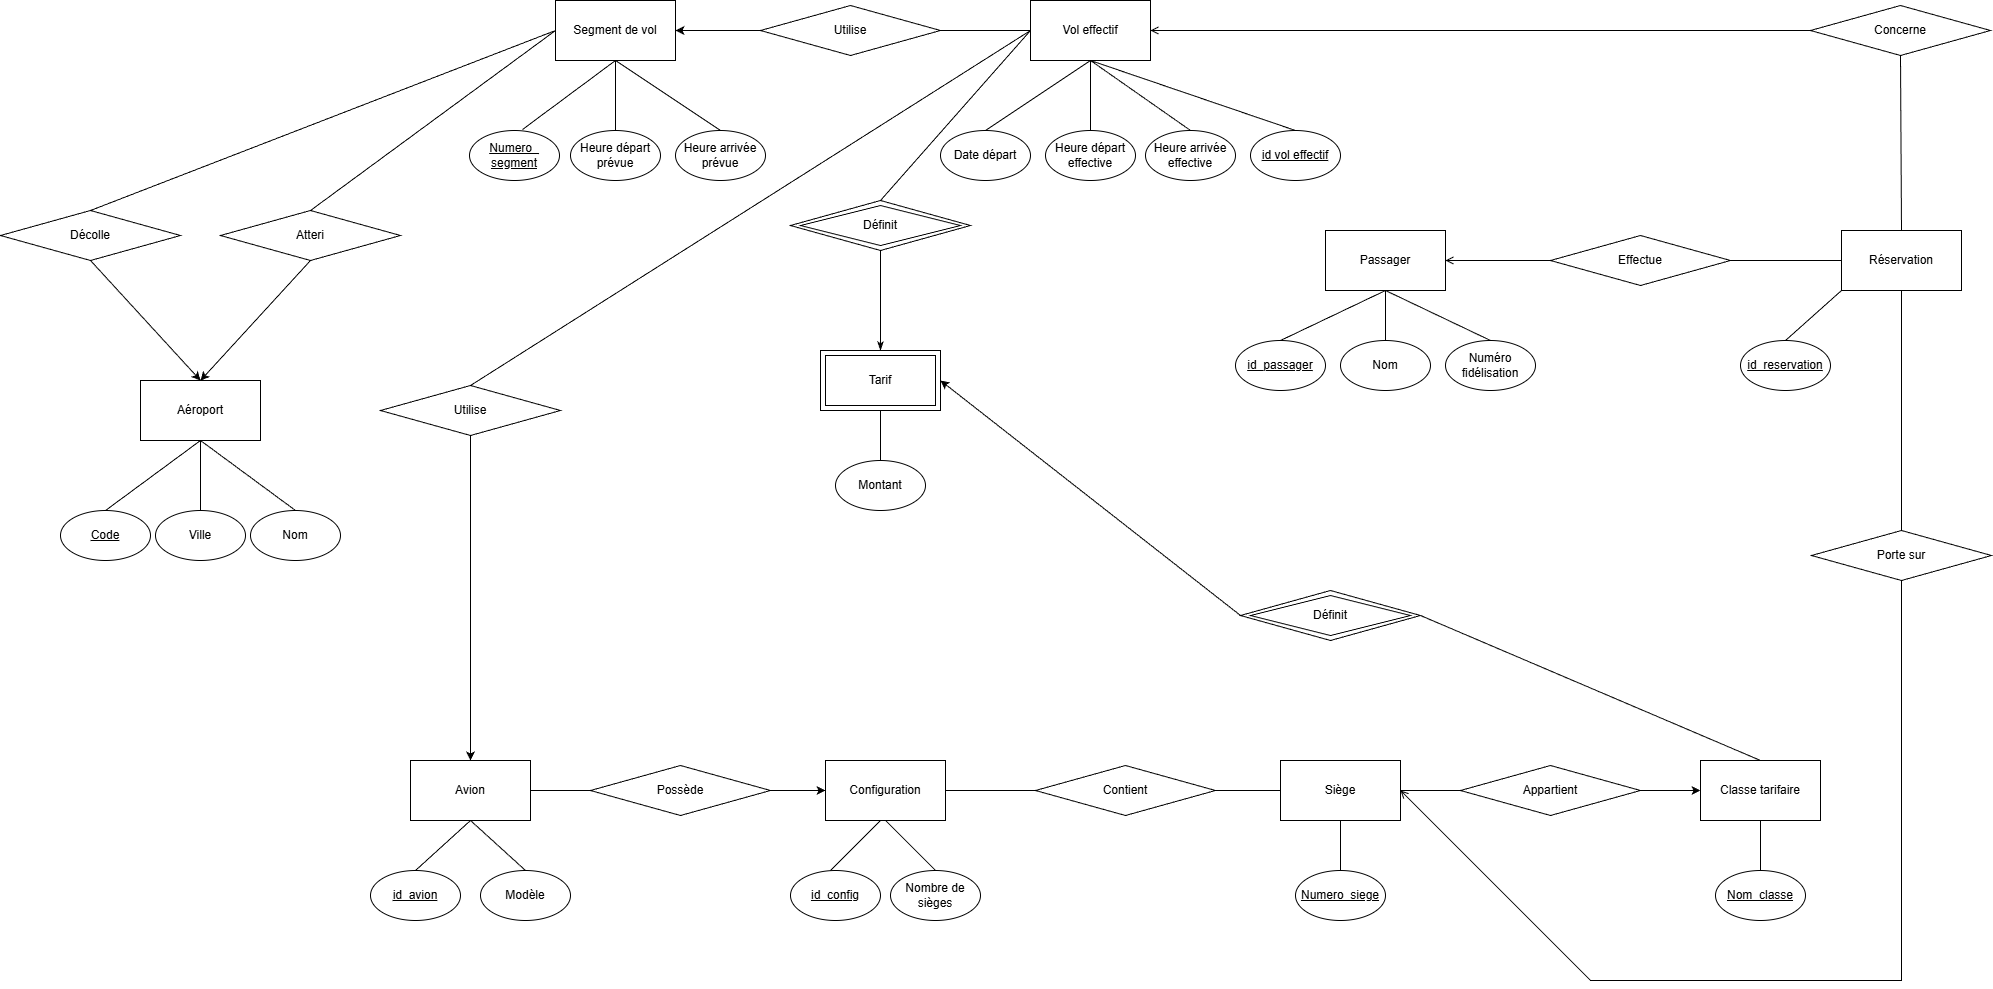 Segment de vol
Utilise
Vol effectif
Concerne
Numero_
segment
Heure départ
prévue
Heure arrivée
prévue
Date départ
Heure départ
effective
Heure arrivée
effective
id vol effectif
Décolle
Atteri
Définit
Passager
Effectue
Réservation
id_passager
Nom
Numéro
fidélisation
id_reservation
Tarif
Aéroport
Utilise
Montant
Code
Ville
Nom
Porte sur
Définit
Avion
Possède
Configuration
Contient
Siège
Appartient
Classe tarifaire
id_avion
Modèle
id_config
Nombre de
sièges
Numero_siege
Nom_classe